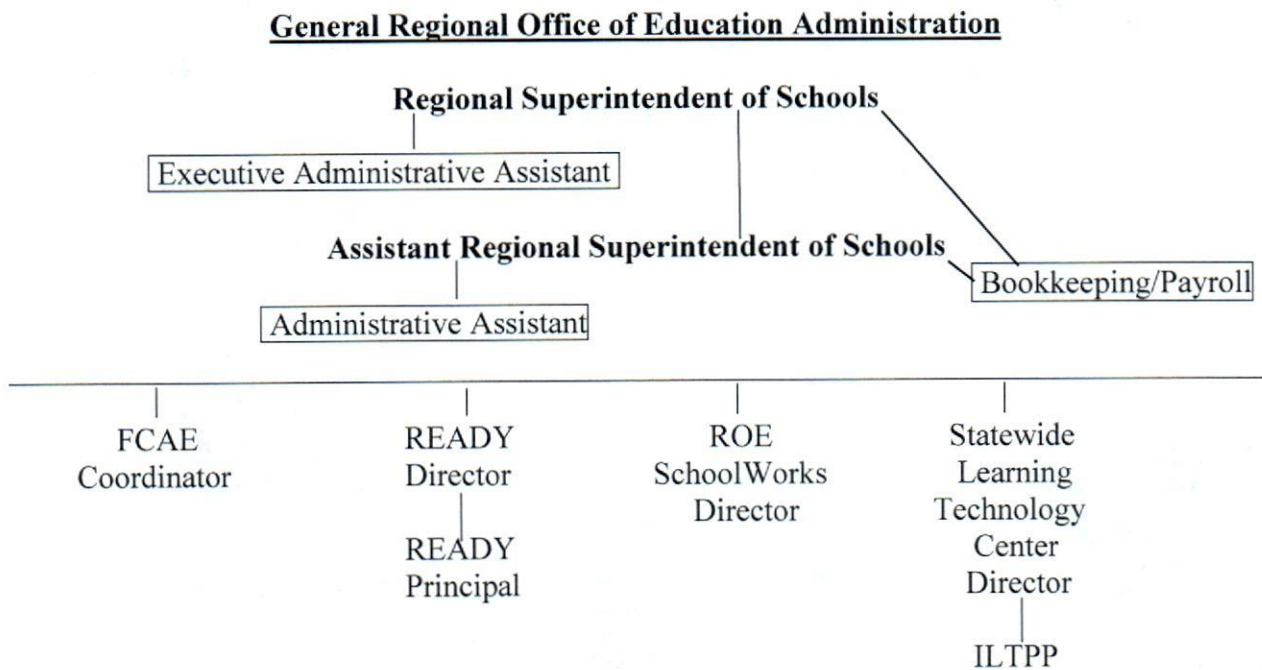 General Regional Office of Education Administration
Regional Superintendent of Schools
Executive Administrative Assistant
Assistant Regional Superintendent of Schools
Bookkeeping/Payroll
Administrative Assistant
FCAE
Coordinator
READY
Director
READY
Principal
ROE
SchoolWorks
Director
Statewide
Learning
Technology
Center
Director
ILTPP